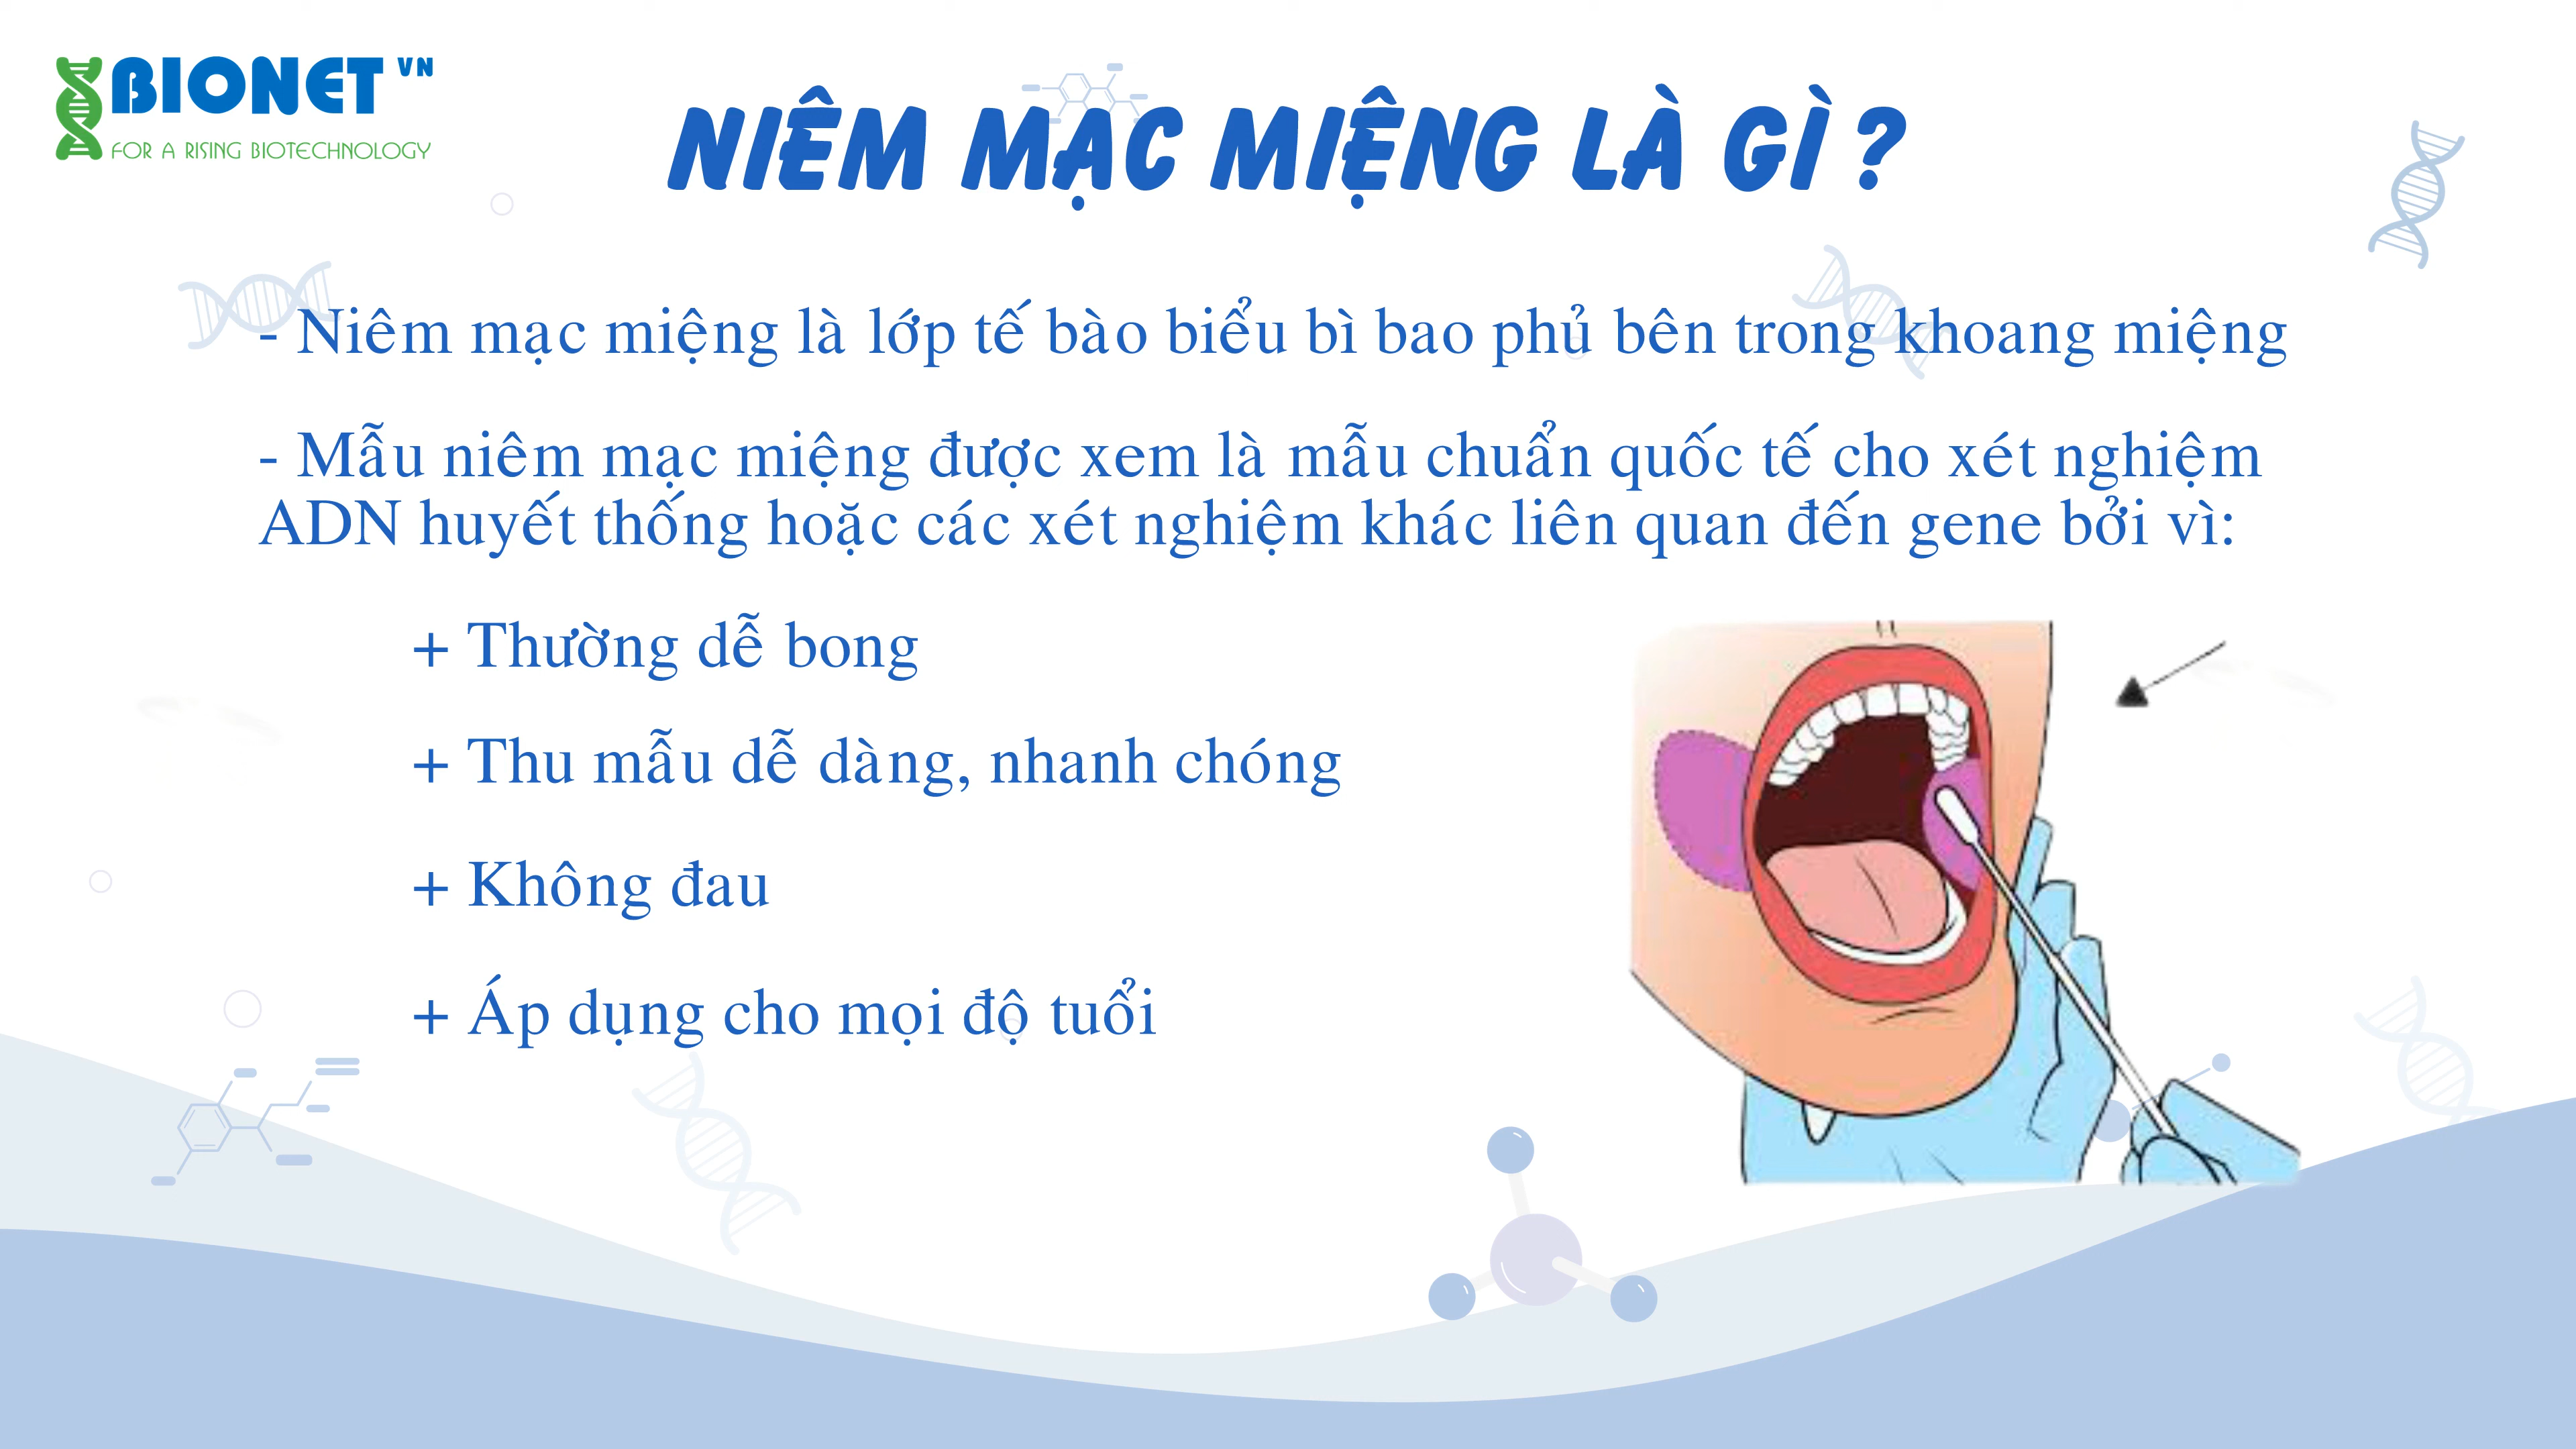 BIONET VN
FOR A RISING BIOTECHNOLOGY
NIÊM MẠC MIỆNG LÀ GÌ ?
- Niêm mạc miệng là lớp tế bào biểu bì bao phủ bên trong khoang miệng
- Mẫu niêm mạc miệng được xem là mẫu chuẩn quốc tế cho xét nghiệm
ADN huyết thống hoặc các xét nghiệm khác liên quan đến gene bởi vì:
+ Thường dễ bong
+ Thu mẫu dễ dàng, nhanh chóng
+ Không đau
+ Áp dụng cho mọi độ tuổi